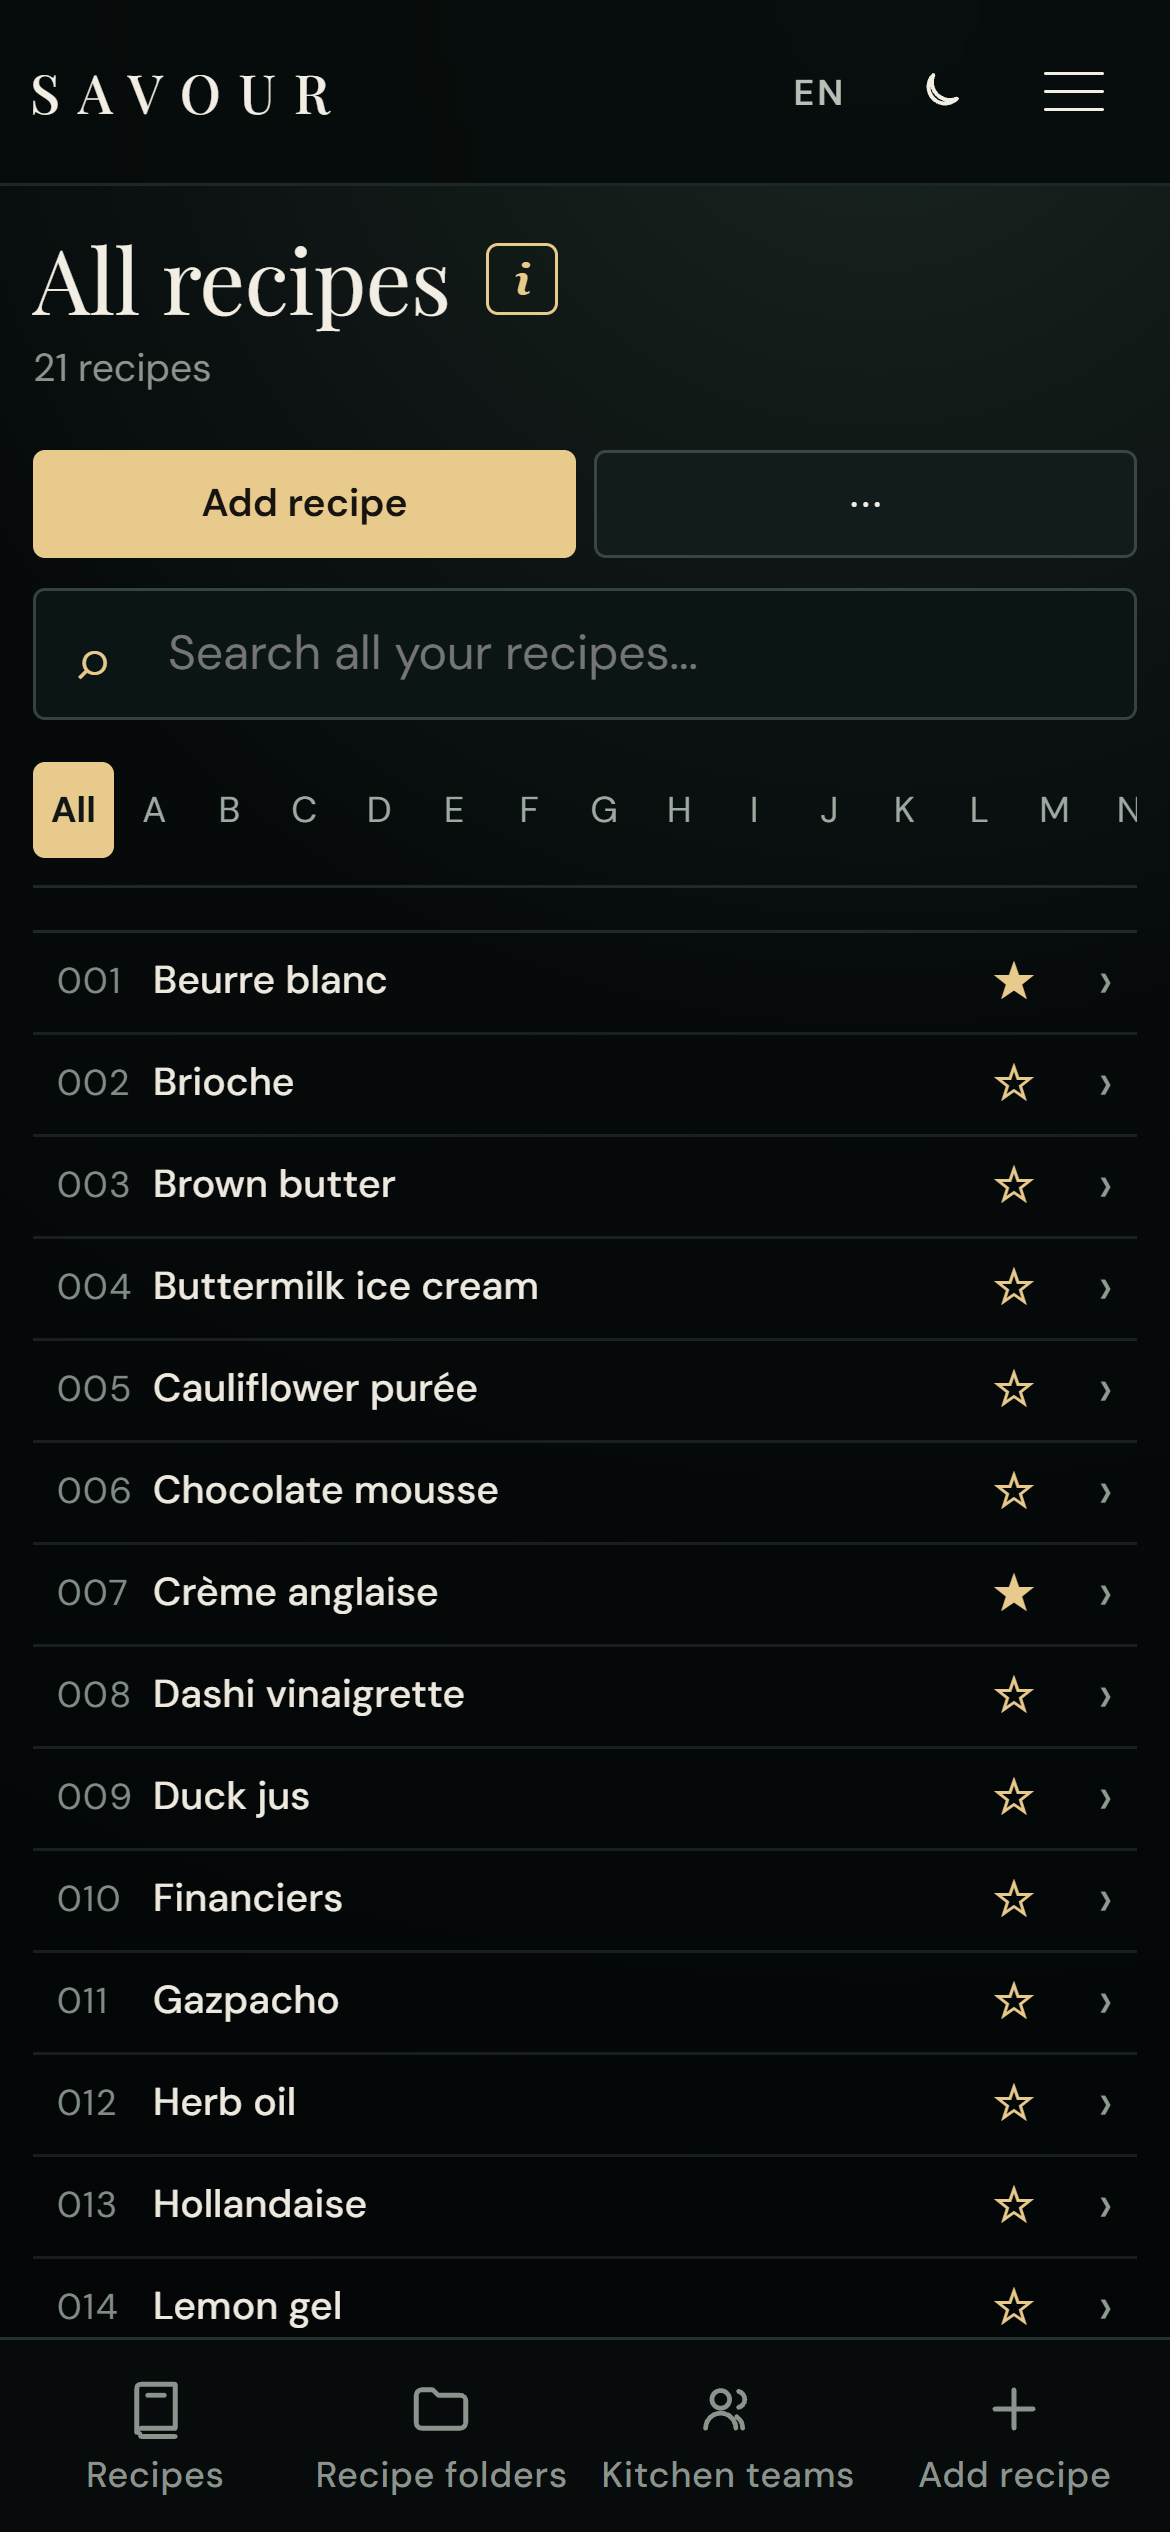 SAVOUR
EN
All recipes i
21 recipes
Add recipe
...
Search all your recipes...
All A B C D E F G H I J K L M N
001 Beurre blanc
002 Brioche
003 Brown butter
004 Buttermilk ice cream
005 Cauliflower purée
006 Chocolate mousse
007 Crème anglaise
008 Dashi vinaigrette
009 Duck jus
010 Financiers
011 Gazpacho
012 Herb oil
013 Hollandaise
014 Lemon gel
Recipes
Recipe folders
Kitchen teams
Add recipe